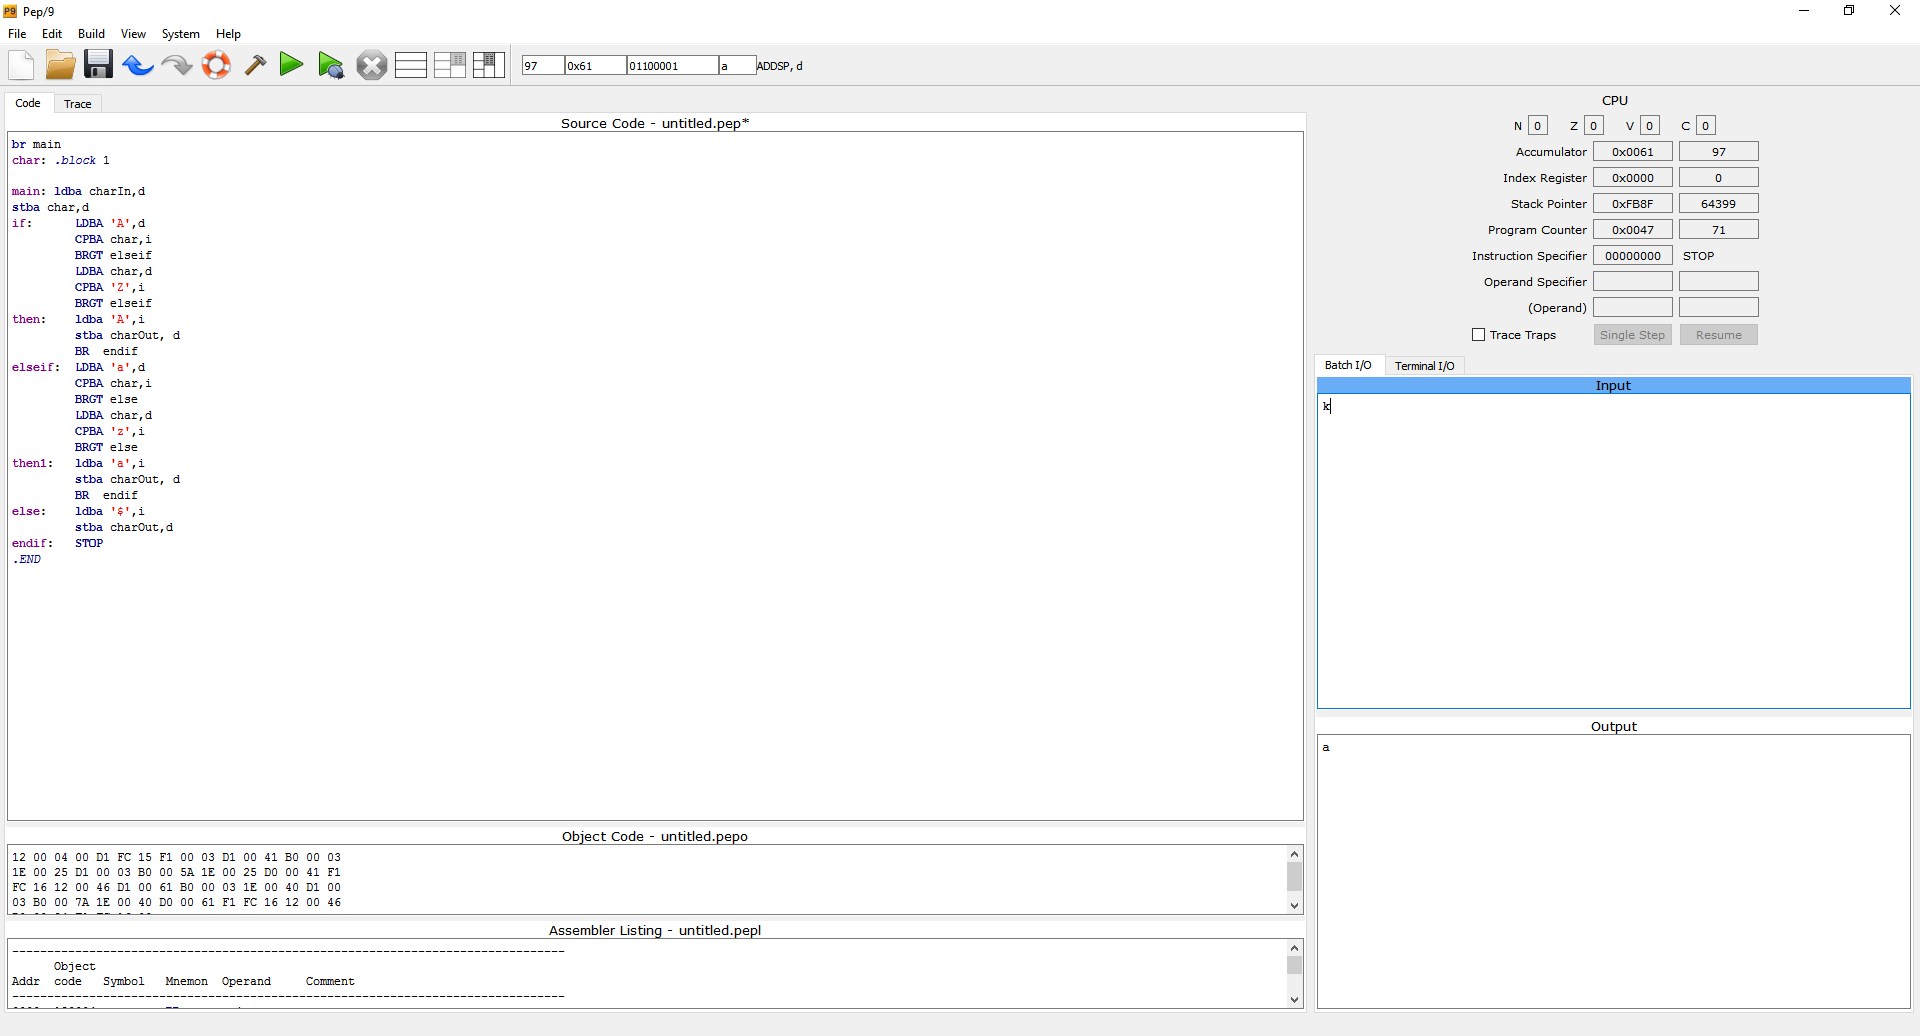 Pep/9
File Edit Build View System Help
97 0x61 01100001 a ADDSP, d
Code Trace
Source Code - untitled.pep*
br main
char: .block 1
main: ldba charIn,d
stba char,d
if: LDBA 'A',d
CPBA char,i
BRGT elseif
LDBA char,d
CPBA 'Z',i
BRGT elseif
then: ldba 'A',i
stba charOut, d
BR endif
elseif: LDBA 'a',d
CPBA char,i
BRGT else
LDBA char,d
CPBA 'z',i
BRGT else
then1: ldba 'a',i
stba charOut, d
BR endif
else: ldba '$',i
stba charOut,d
endif: STOP
.END
Object Code - untitled.pepo
12 00 04 00 D1 FC 15 F1 00 03 D1 00 41 B0 00 03
1E 00 25 D1 00 03 B0 00 5A 1E 00 25 D0 00 41 F1
FC 16 12 00 46 D1 00 61 B0 00 03 1E 00 40 D1 00
03 B0 00 7A 1E 00 40 D0 00 61 F1 FC 16 12 00 46
Assembler Listing - untitled.pepl
-------------------------------------------------------------------------------
Object
Addr code Symbol Mnemon Operand Comment
-------------------------------------------------------------------------------
CPU
N 0 Z 0 V 0 C 0
Accumulator 0x0061 97
Index Register 0x0000 0
Stack Pointer 0xFB8F 64399
Program Counter 0x0047 71
Instruction Specifier 00000000 STOP
Operand Specifier
(Operand)
Trace Traps Single Step Resume
Batch I/O Terminal I/O
Input
k
Output
a